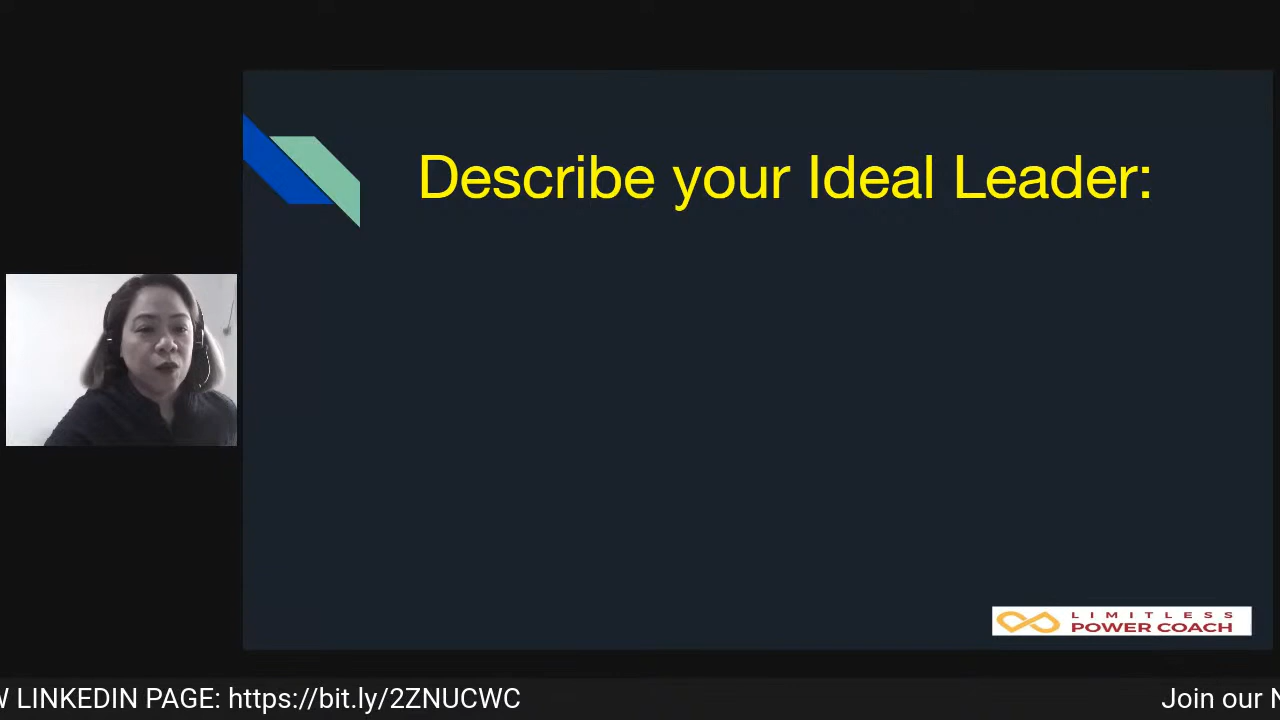 Describe your Ideal Leader:
LIMITLESS
POWER COACH
W LINKEDIN PAGE: https://bit.ly/2ZNUCWC
Join our N